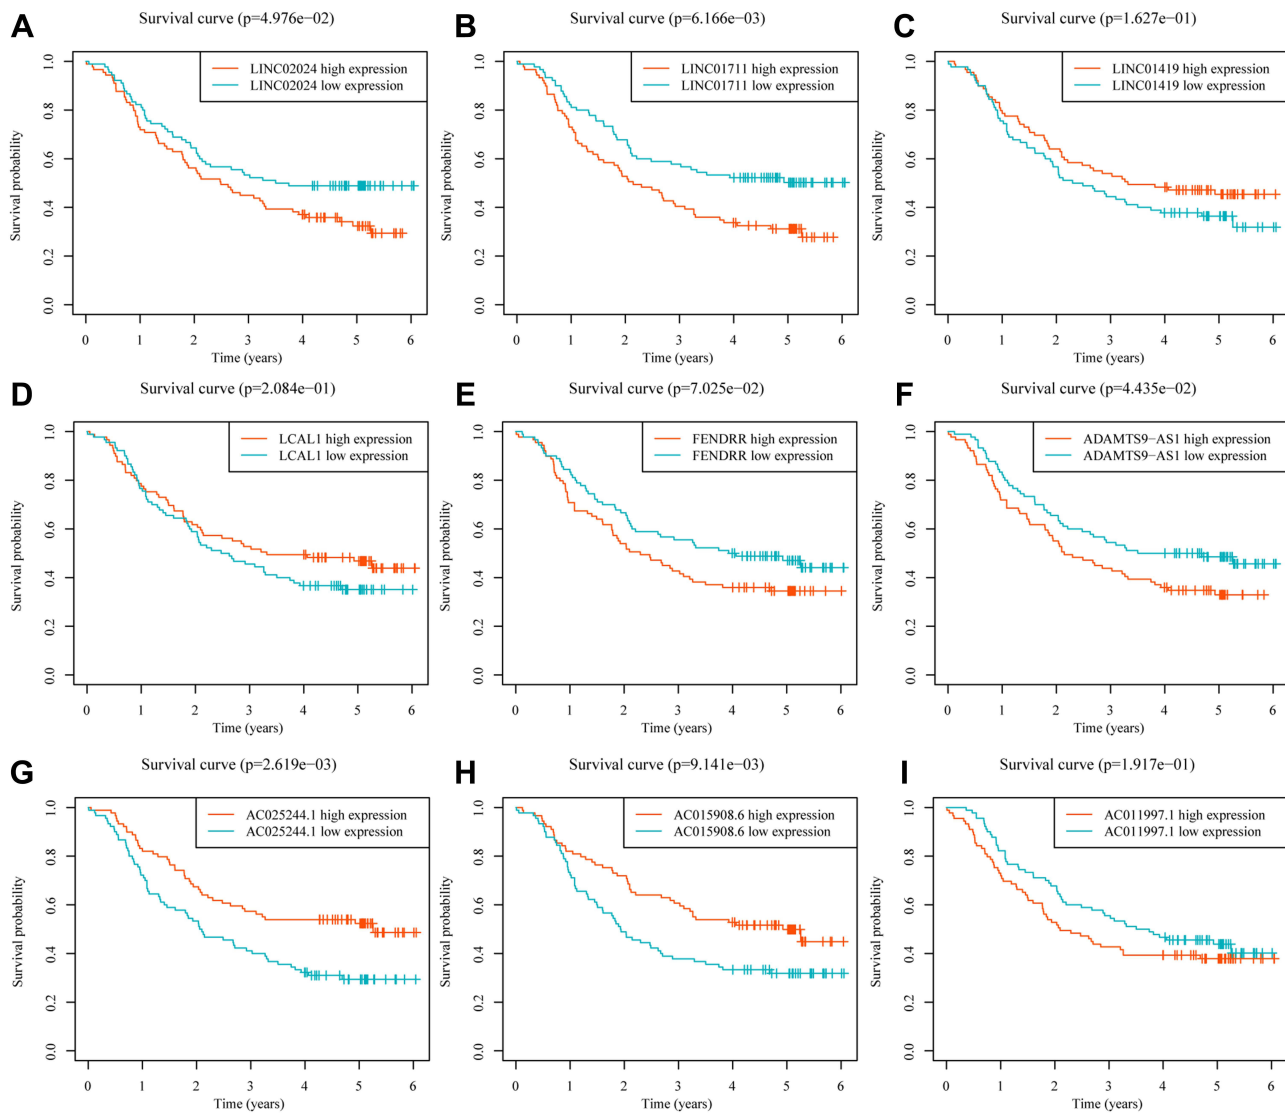 A
Survival curve (p=4.976e−02)
LINC02024 high expression
LINC02024 low expression
Survival probability
0.0 0.2 0.4 0.6 0.8 1.0
0 1 2 3 4 5 6
Time (years)
B
Survival curve (p=6.166e−03)
LINC01711 high expression
LINC01711 low expression
Survival probability
0.0 0.2 0.4 0.6 0.8 1.0
0 1 2 3 4 5 6
Time (years)
C
Survival curve (p=1.627e−01)
LINC01419 high expression
LINC01419 low expression
Survival probability
0.0 0.2 0.4 0.6 0.8 1.0
0 1 2 3 4 5 6
Time (years)
D
Survival curve (p=2.084e−01)
LCAL1 high expression
LCAL1 low expression
Survival probability
0.0 0.2 0.4 0.6 0.8 1.0
0 1 2 3 4 5 6
Time (years)
E
Survival curve (p=7.025e−02)
FENDRR high expression
FENDRR low expression
Survival probability
0.0 0.2 0.4 0.6 0.8 1.0
0 1 2 3 4 5 6
Time (years)
F
Survival curve (p=4.435e−02)
ADAMTS9−AS1 high expression
ADAMTS9−AS1 low expression
Survival probability
0.0 0.2 0.4 0.6 0.8 1.0
0 1 2 3 4 5 6
Time (years)
G
Survival curve (p=2.619e−03)
AC025244.1 high expression
AC025244.1 low expression
Survival probability
0.0 0.2 0.4 0.6 0.8 1.0
0 1 2 3 4 5 6
Time (years)
H
Survival curve (p=9.141e−03)
AC015908.6 high expression
AC015908.6 low expression
Survival probability
0.0 0.2 0.4 0.6 0.8 1.0
0 1 2 3 4 5 6
Time (years)
I
Survival curve (p=1.917e−01)
AC011997.1 high expression
AC011997.1 low expression
Survival probability
0.0 0.2 0.4 0.6 0.8 1.0
0 1 2 3 4 5 6
Time (years)